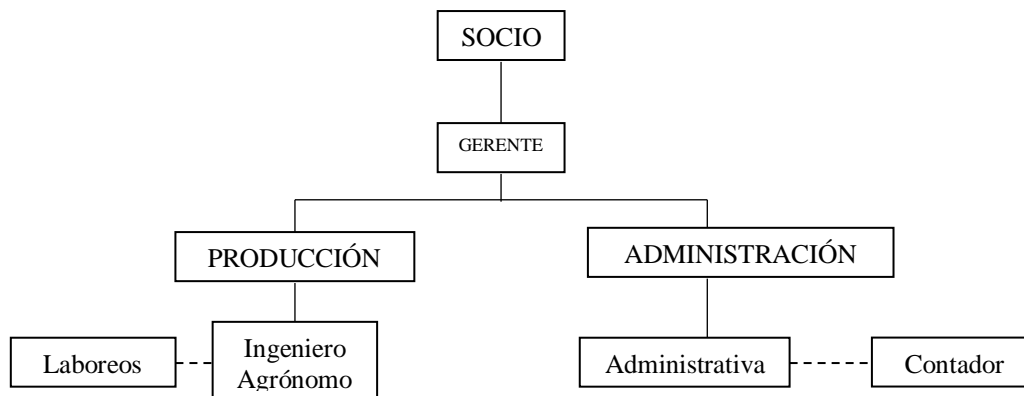 SOCIO
GERENTE
PRODUCCIÓN
ADMINISTRACIÓN
Laboreos
Ingeniero
Agrónomo
Administrativa
Contador